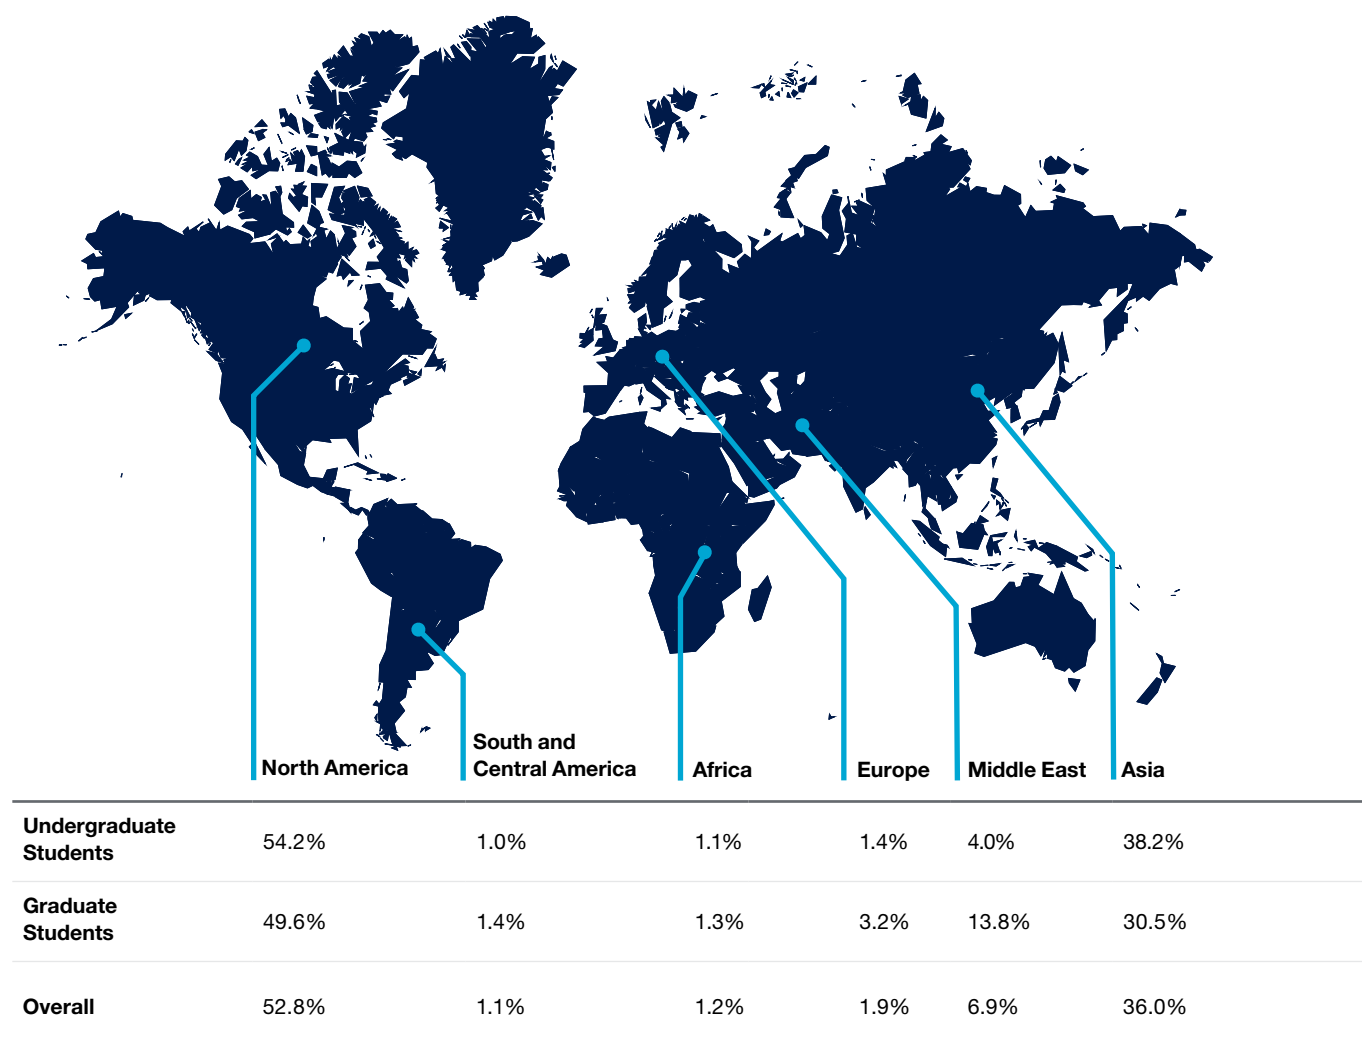 North America
South and
Central America
Africa
Europe
Middle East
Asia
Undergraduate
Students
54.2%
1.0%
1.1%
1.4%
4.0%
38.2%
Graduate
Students
49.6%
1.4%
1.3%
3.2%
13.8%
30.5%
Overall
52.8%
1.1%
1.2%
1.9%
6.9%
36.0%